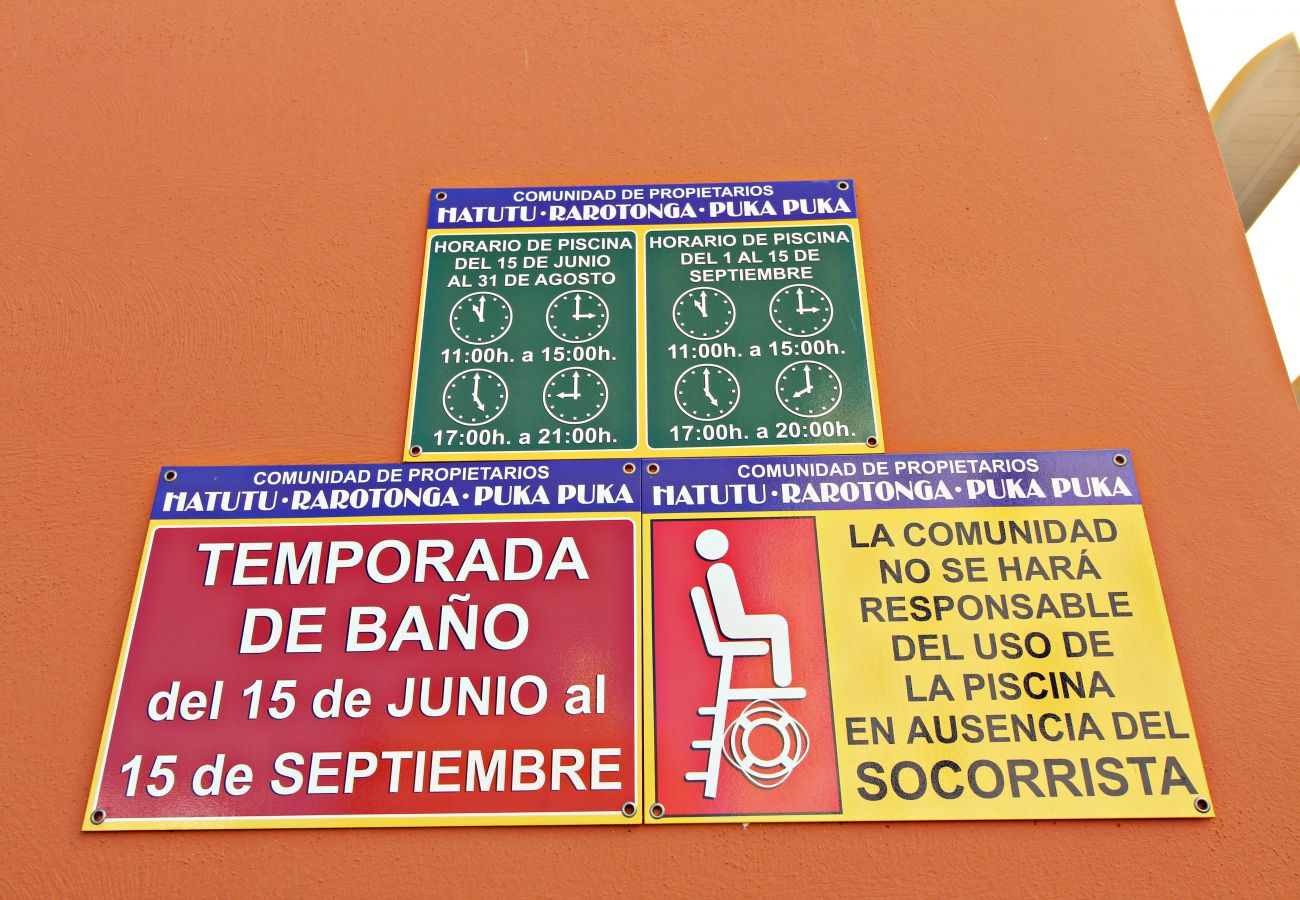 COMUNIDAD DE PROPIETARIOS
HATUTU · RAROTONGA · PUKA PUKA
HORARIO DE PISCINA
DEL 15 DE JUNIO
AL 31 DE AGOSTO
11:00h. a 15:00h.
17:00h. a 21:00h.
HORARIO DE PISCINA
DEL 1 AL 15 DE
SEPTIEMBRE
11:00h. a 15:00h.
17:00h. a 20:00h.
COMUNIDAD DE PROPIETARIOS
HATUTU · RAROTONGA · PUKA PUKA
TEMPORADA
DE BAÑO
del 15 de JUNIO al
15 de SEPTIEMBRE
COMUNIDAD DE PROPIETARIOS
HATUTU · RAROTONGA · PUKA PUKA
LA COMUNIDAD
NO SE HARÁ
RESPONSABLE
DEL USO DE
LA PISCINA
EN AUSENCIA DEL
SOCORRISTA